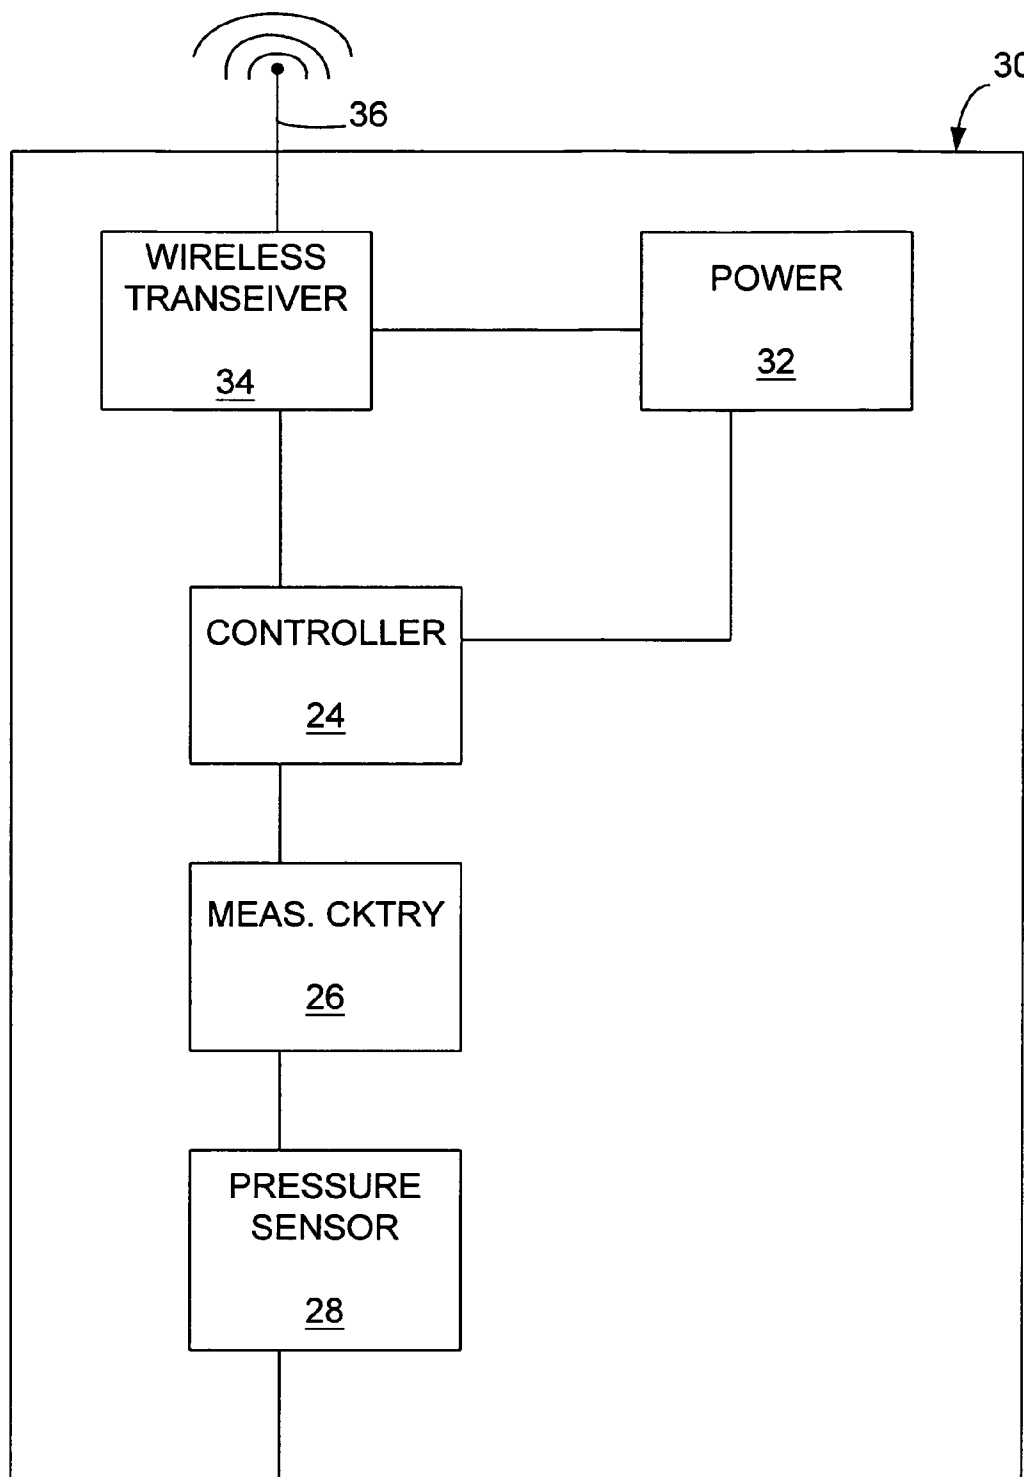 30
36
WIRELESS
TRANSEIVER
34
POWER
32
CONTROLLER
24
MEAS. CKTRY
26
PRESSURE
SENSOR
28